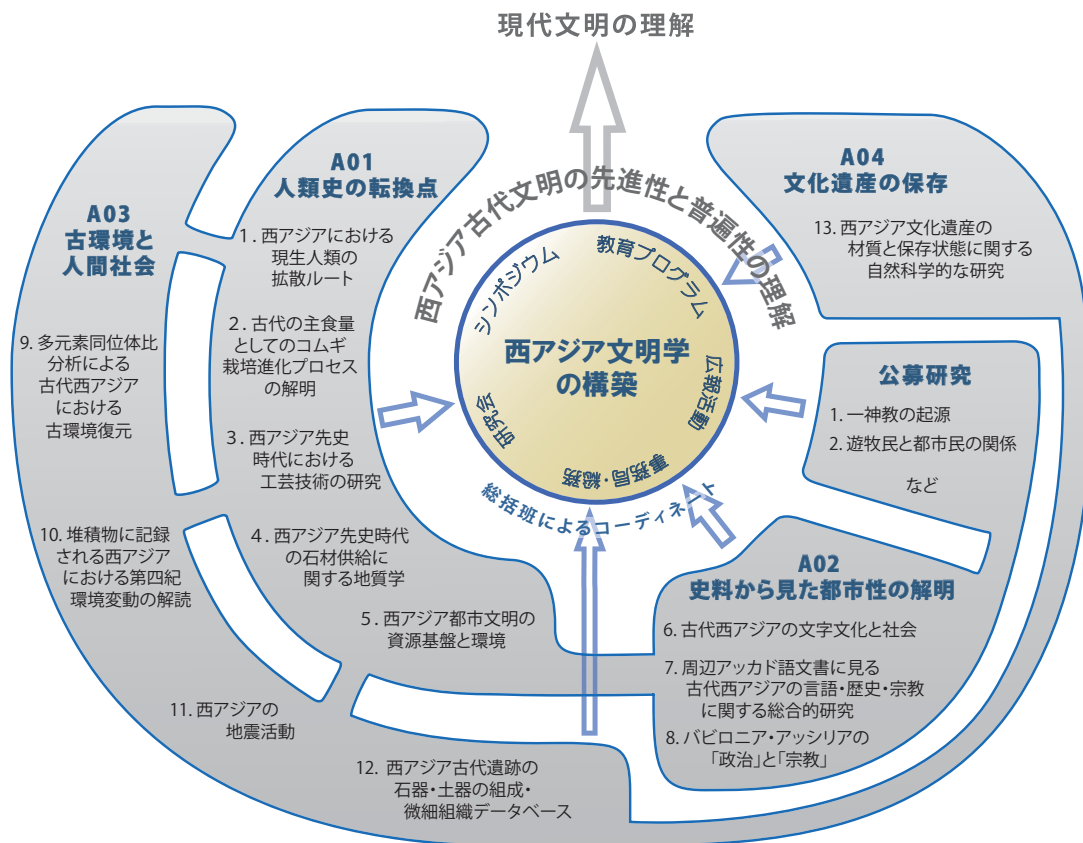 現代文明の理解
西アジア古代文明の先進性と普遍性の理解
シンポジウム
教育プログラム
広報活動
事務局・総務
研究会
西アジア文明学
の構築
総括班によるコーディネート
A03
古環境と
人間社会
9. 多元素同位体比
分析による
古代西アジア
における
古環境復元
10. 堆積物に記録
される西アジア
における第四紀
環境変動の解読
11. 西アジアの
地震活動
12. 西アジア古代遺跡の
石器・土器の組成・
微細組織データベース
A01
人類史の転換点
1. 西アジアにおける
現生人類の
拡散ルート
2. 古代の主食量
としてのコムギ
栽培進化プロセス
の解明
3. 西アジア先史
時代における
工芸技術の研究
4. 西アジア先史時代
の石材供給に
関する地質学
5. 西アジア都市文明の
資源基盤と環境
A04
文化遺産の保存
13. 西アジア文化遺産の
材質と保存状態に関する
自然科学的な研究
公募研究
1. 一神教の起源
2. 遊牧民と都市民の関係
など
A02
史料から見た都市性の解明
6. 古代西アジアの文字文化と社会
7. 周辺アッカド語文書に見る
古代西アジアの言語・歴史・宗教
に関する総合的研究
8. バビロニア・アッシリアの
「政治」と「宗教」